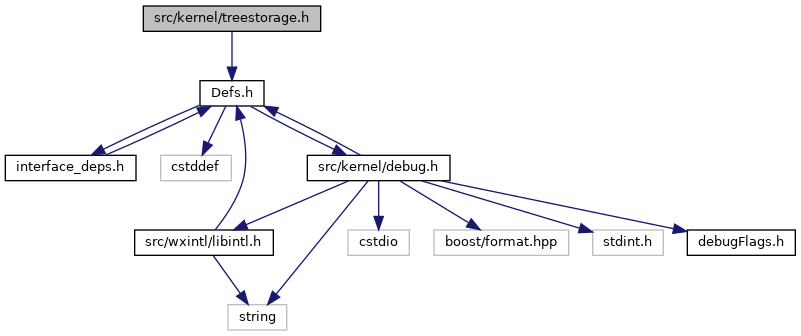 src/kernel/treestorage.h
Defs.h
interface_deps.h
cstddef
src/kernel/debug.h
src/wxintl/libintl.h
cstdio
boost/format.hpp
stdint.h
debugFlags.h
string